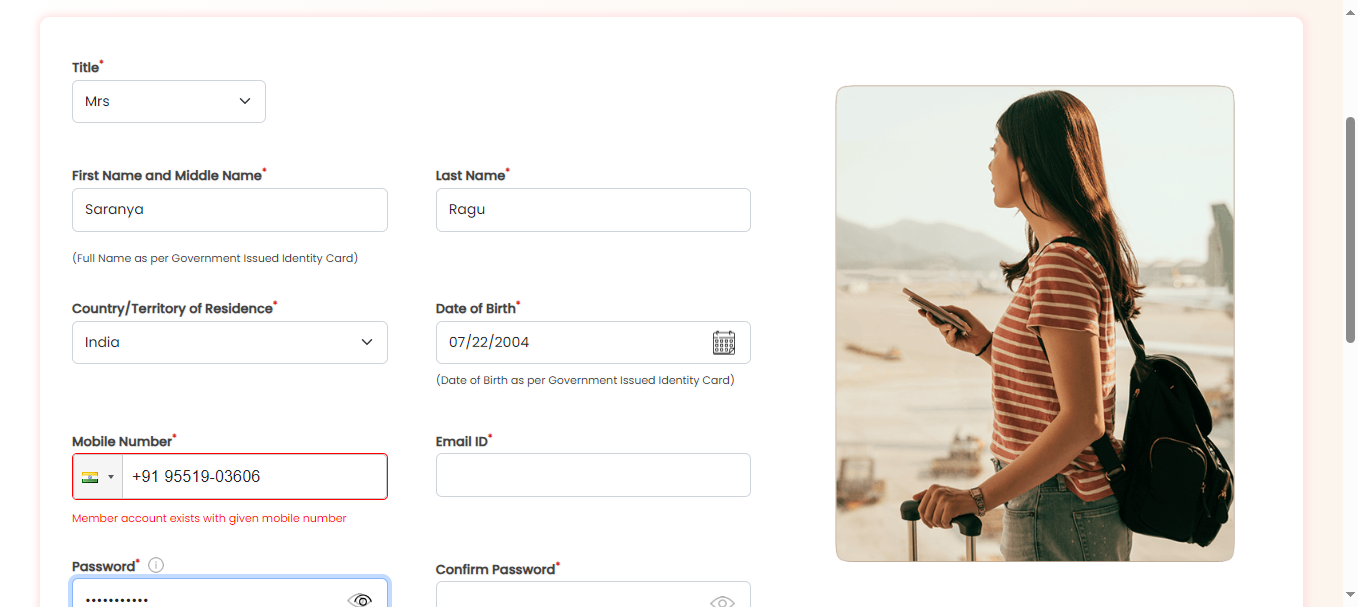 Title*
Mrs
First Name and Middle Name* Last Name*
Saranya Ragu
(Full Name as per Government Issued Identity Card)
Country/Territory of Residence* Date of Birth*
India 07/22/2004
(Date of Birth as per Government Issued Identity Card)
Mobile Number* Email ID*
+91 95519-03606
Member account exists with given mobile number
Password* Confirm Password*
•••••••••••